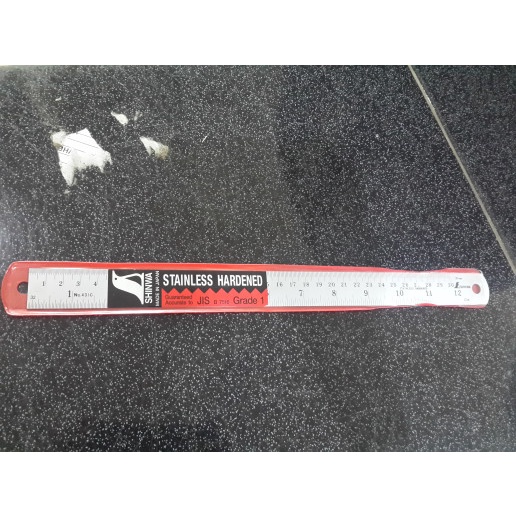 1 2 3 4
1 No.4310
SHINWA
MADE IN JAPAN
STAINLESS HARDENED
Guaranteed
Accurate to JIS B 7516 Grade 1
16 17 18 19 20 21 22 23 24 25 26 27 28 29 30
7 8 9 10 11 12